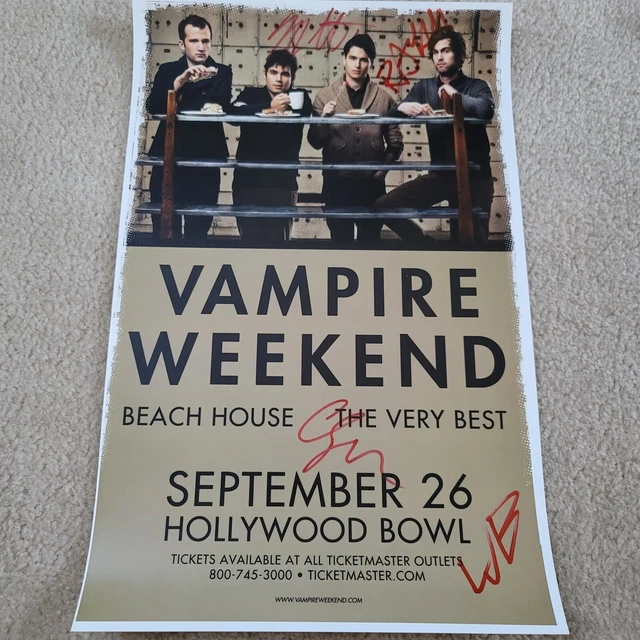 VAMPIRE
WEEKEND
BEACH HOUSE THE VERY BEST
SEPTEMBER 26
HOLLYWOOD BOWL
TICKETS AVAILABLE AT ALL TICKETMASTER OUTLETS
800-745-3000 • TICKETMASTER.COM
WWW.VAMPIREWEEKEND.COM